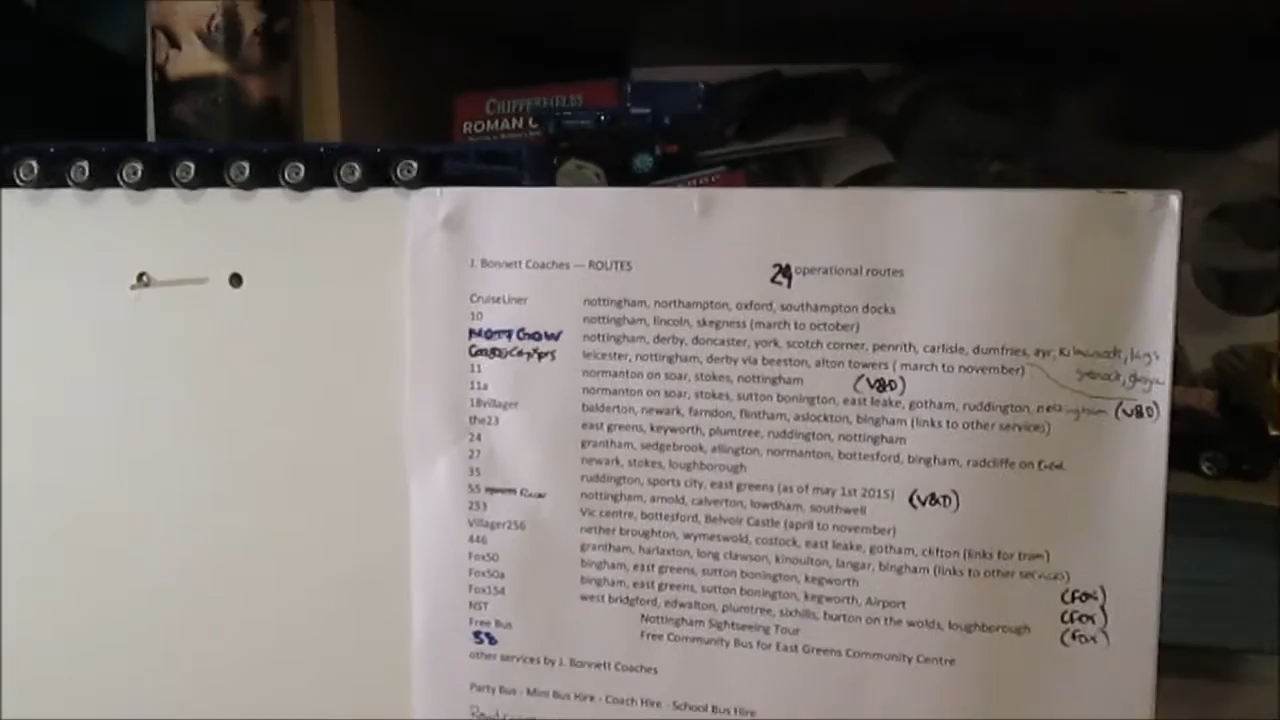 CHIPPERFIELDS
ROMAN
J. Bonnett Coaches — ROUTES
29 operational routes
CruiseLiner nottingham, northampton, oxford, southampton docks
10 nottingham, lincoln, skegness (march to october)
NOTTGOW nottingham, derby, doncaster, york, scotch corner, penrith, carlisle, dumfries, ayr, Kilmarnock, largs
greenock,
leicester, nottingham, derby via beeston, alton towers ( march to november)
11 normanton on soar, stokes, nottingham (V&D)
11a normanton on soar, stokes, sutton bonington, east leake, gotham, ruddington, (V&D)
18villager balderton, newark, farndon, flintham, aslockton, bingham (links to other services)
the23 east greens, keyworth, plumtree, ruddington, nottingham
24 grantham, sedgebrook, allington, normanton, bottesford, bingham, radcliffe on
27 newark, stokes, loughborough
35 ruddington, sports city, east greens (as of may 1st 2015) (V&D)
55 nottingham, arnold, calverton, lowdham, southwell
253 Vic centre, bottesford, Belvoir Castle (april to november)
Villager256 nether broughton, wymeswold, costock, east leake, gotham, clifton (links for tram)
446 grantham, harlaxton, long clawson, kinoulton, langar, bingham (links to other services)
Fox50 bingham, east greens, sutton bonington, kegworth (Fox)
Fox50a bingham, east greens, sutton bonington, kegworth, Airport (Fox)
Fox154 west bridgford, edwalton, plumtree, sixhills, burton on the wolds, loughborough (Fox)
NST Nottingham Sightseeing Tour
Free Bus Free Community Bus for East Greens Community Centre
58
other services by J. Bonnett Coaches
Party Bus - Mini Bus Hire - Coach Hire - School Bus Hire